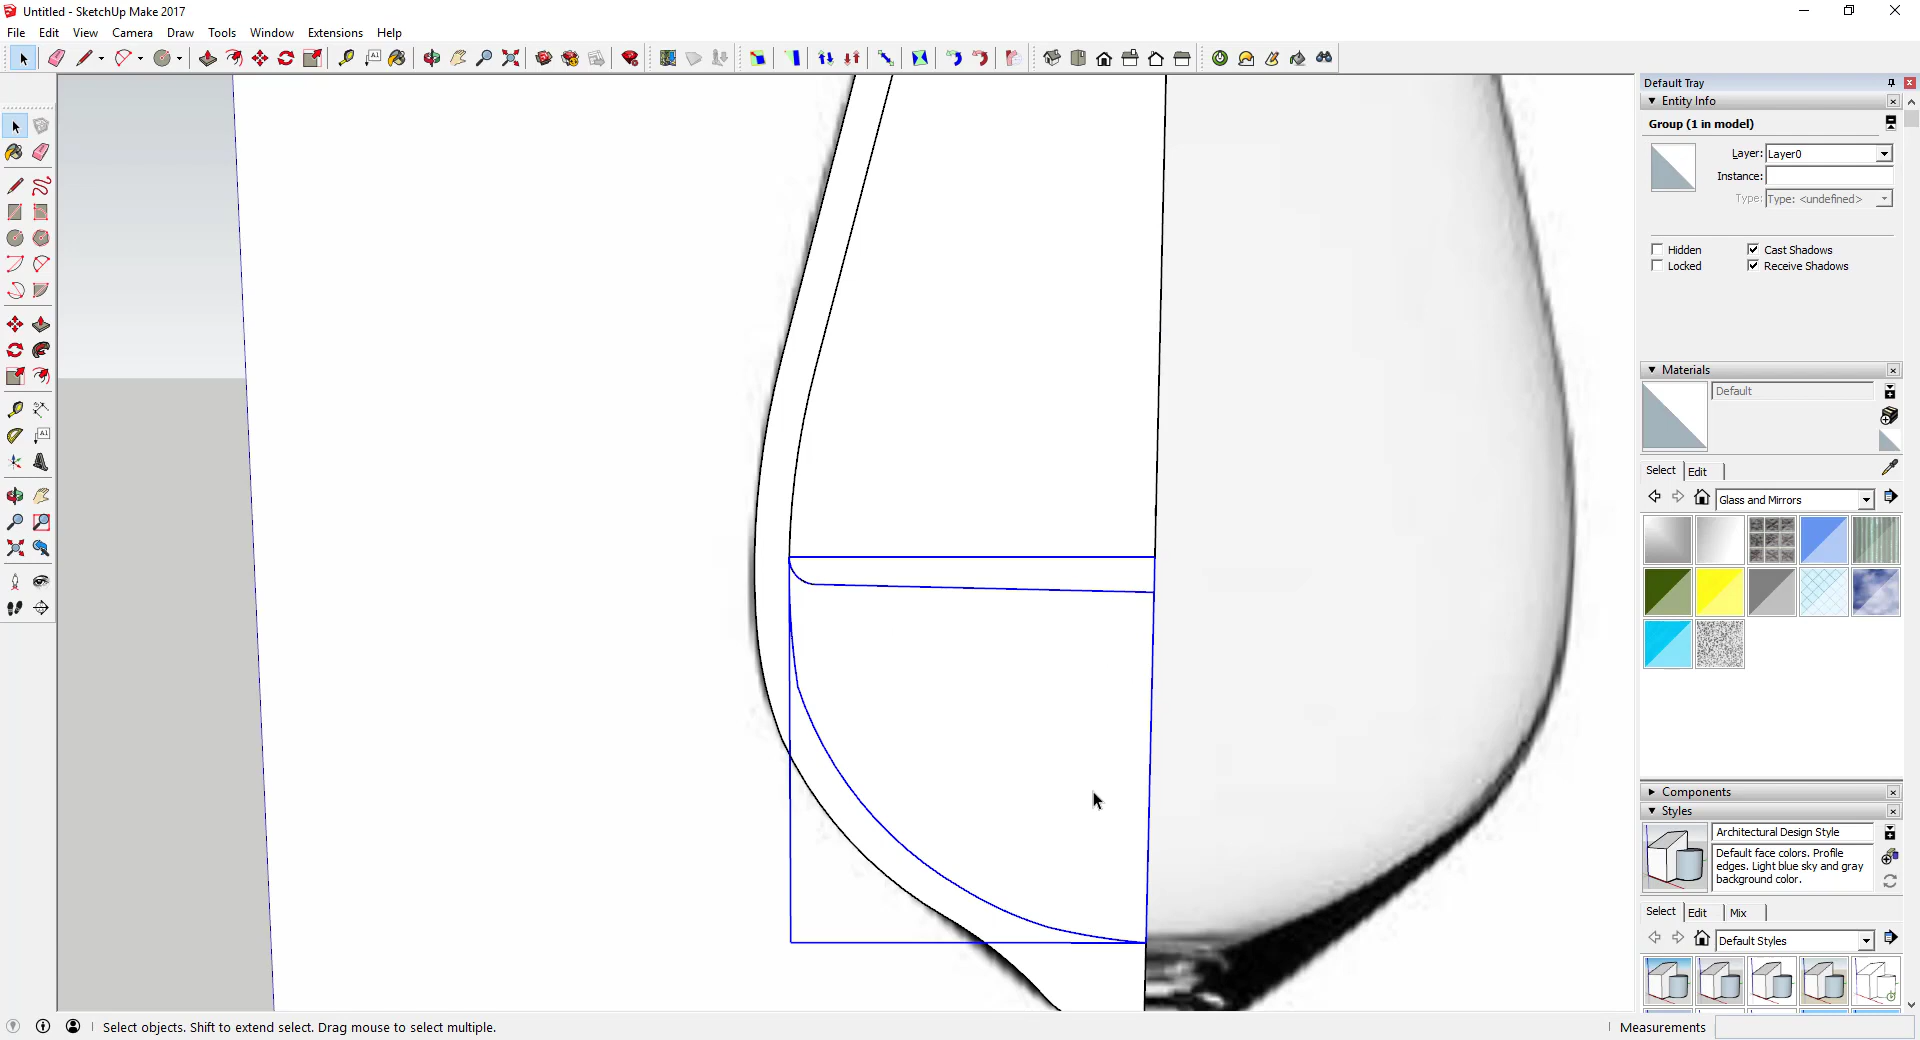 Untitled - SketchUp Make 2017
File Edit View Camera Draw Tools Window Extensions Help
Default Tray
Entity Info
Group (1 in model)
Layer: Layer0
Instance:
Type: Type: <undefined>
Hidden Cast Shadows
Locked Receive Shadows
Materials
Default
Select Edit
Glass and Mirrors
Components
Styles
Architectural Design Style
Default face colors. Profile
edges. Light blue sky and gray
background color.
Select Edit Mix
Default Styles
Select objects. Shift to extend select. Drag mouse to select multiple.
Measurements